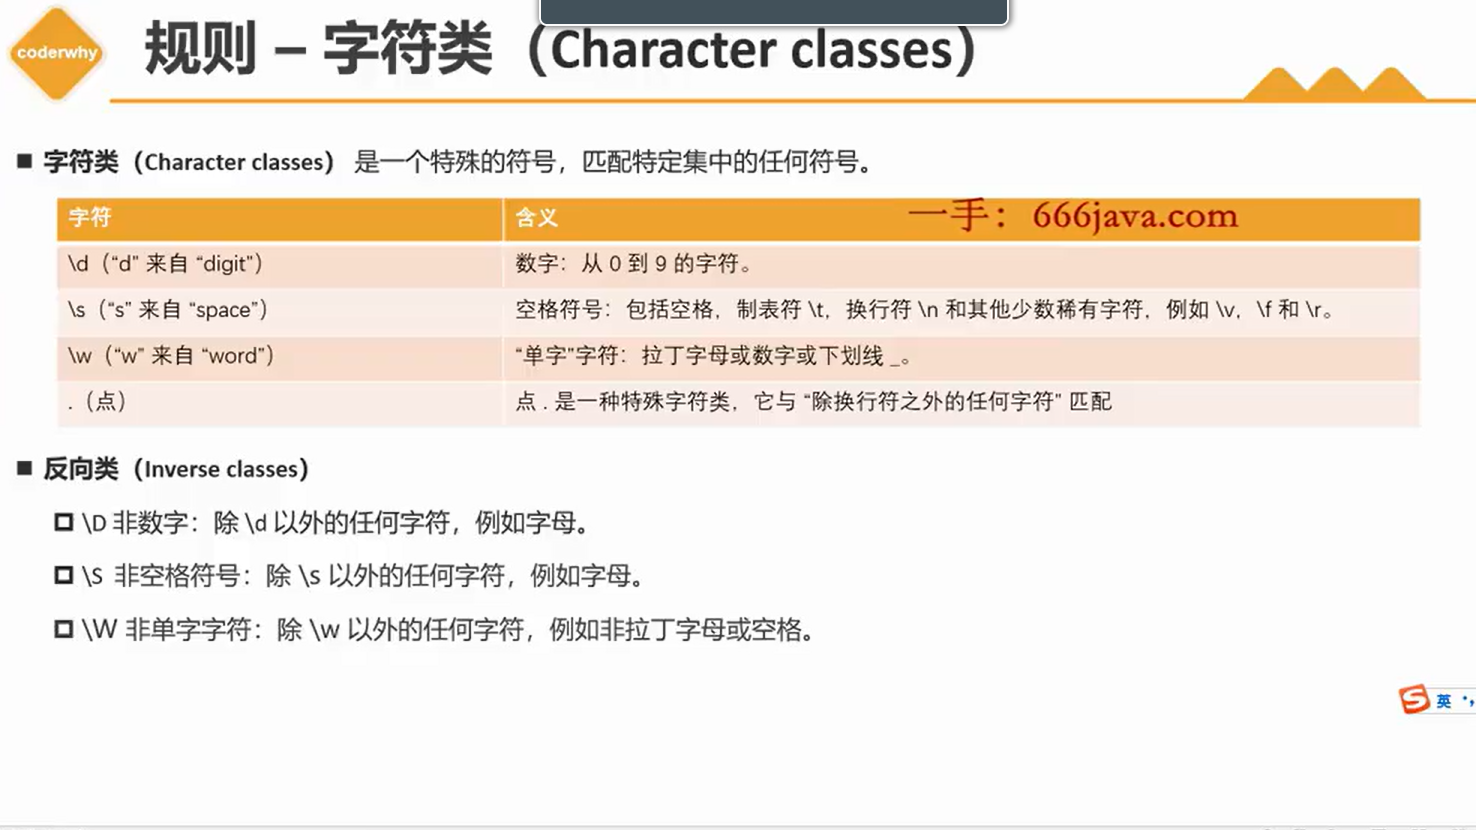 coderwhy
规则 – 字符类（Character classes）
■ 字符类（Character classes） 是一个特殊的符号，匹配特定集中的任何符号。
字符 含义 一手： 666java.com
\d（“d” 来自 “digit”） 数字：从 0 到 9 的字符。
\s（“s” 来自 “space”） 空格符号：包括空格，制表符 \t，换行符 \n 和其他少数稀有字符，例如 \v，\f 和 \r。
\w（“w” 来自 “word”） “单字”字符：拉丁字母或数字或下划线 _。
.（点） 点 . 是一种特殊字符类，它与 “除换行符之外的任何字符” 匹配
■ 反向类（Inverse classes）
\D 非数字：除 \d 以外的任何字符，例如字母。
\S 非空格符号：除 \s 以外的任何字符，例如字母。
\W 非单字字符：除 \w 以外的任何字符，例如非拉丁字母或空格。
S 英